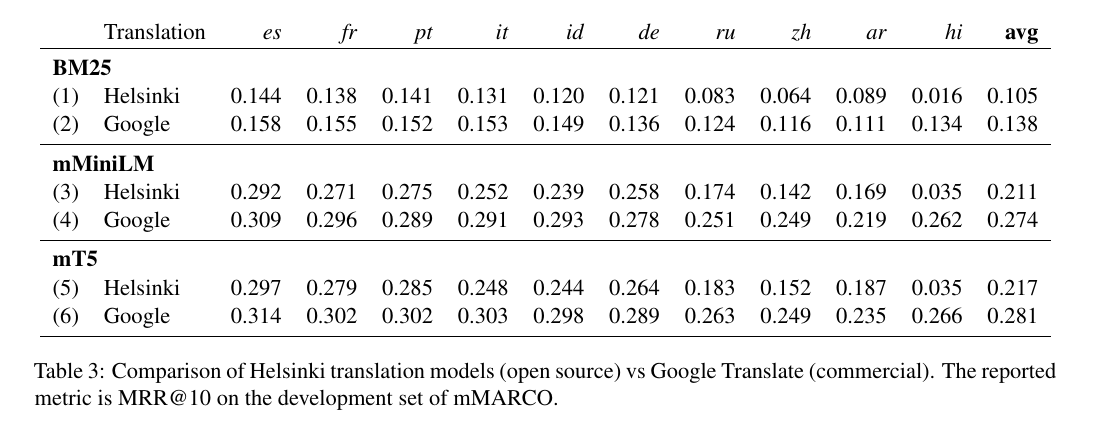 Translation es fr pt it id de ru zh ar hi avg
BM25
(1) Helsinki 0.144 0.138 0.141 0.131 0.120 0.121 0.083 0.064 0.089 0.016 0.105
(2) Google 0.158 0.155 0.152 0.153 0.149 0.136 0.124 0.116 0.111 0.134 0.138
mMiniLM
(3) Helsinki 0.292 0.271 0.275 0.252 0.239 0.258 0.174 0.142 0.169 0.035 0.211
(4) Google 0.309 0.296 0.289 0.291 0.293 0.278 0.251 0.249 0.219 0.262 0.274
mT5
(5) Helsinki 0.297 0.279 0.285 0.248 0.244 0.264 0.183 0.152 0.187 0.035 0.217
(6) Google 0.314 0.302 0.302 0.303 0.298 0.289 0.263 0.249 0.235 0.266 0.281
Table 3: Comparison of Helsinki translation models (open source) vs Google Translate (commercial). The reported
metric is MRR@10 on the development set of mMARCO.